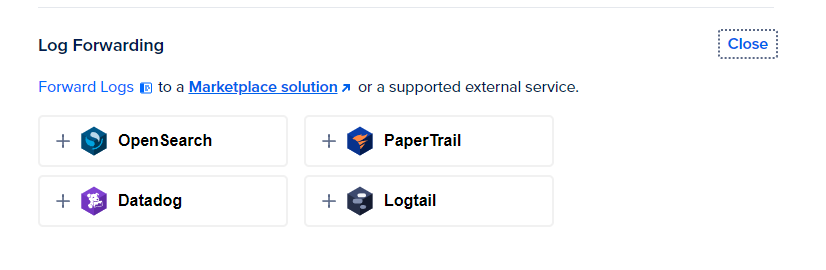 Log Forwarding
Close
Forward Logs to a Marketplace solution or a supported external service.
OpenSearch
PaperTrail
Datadog
Logtail